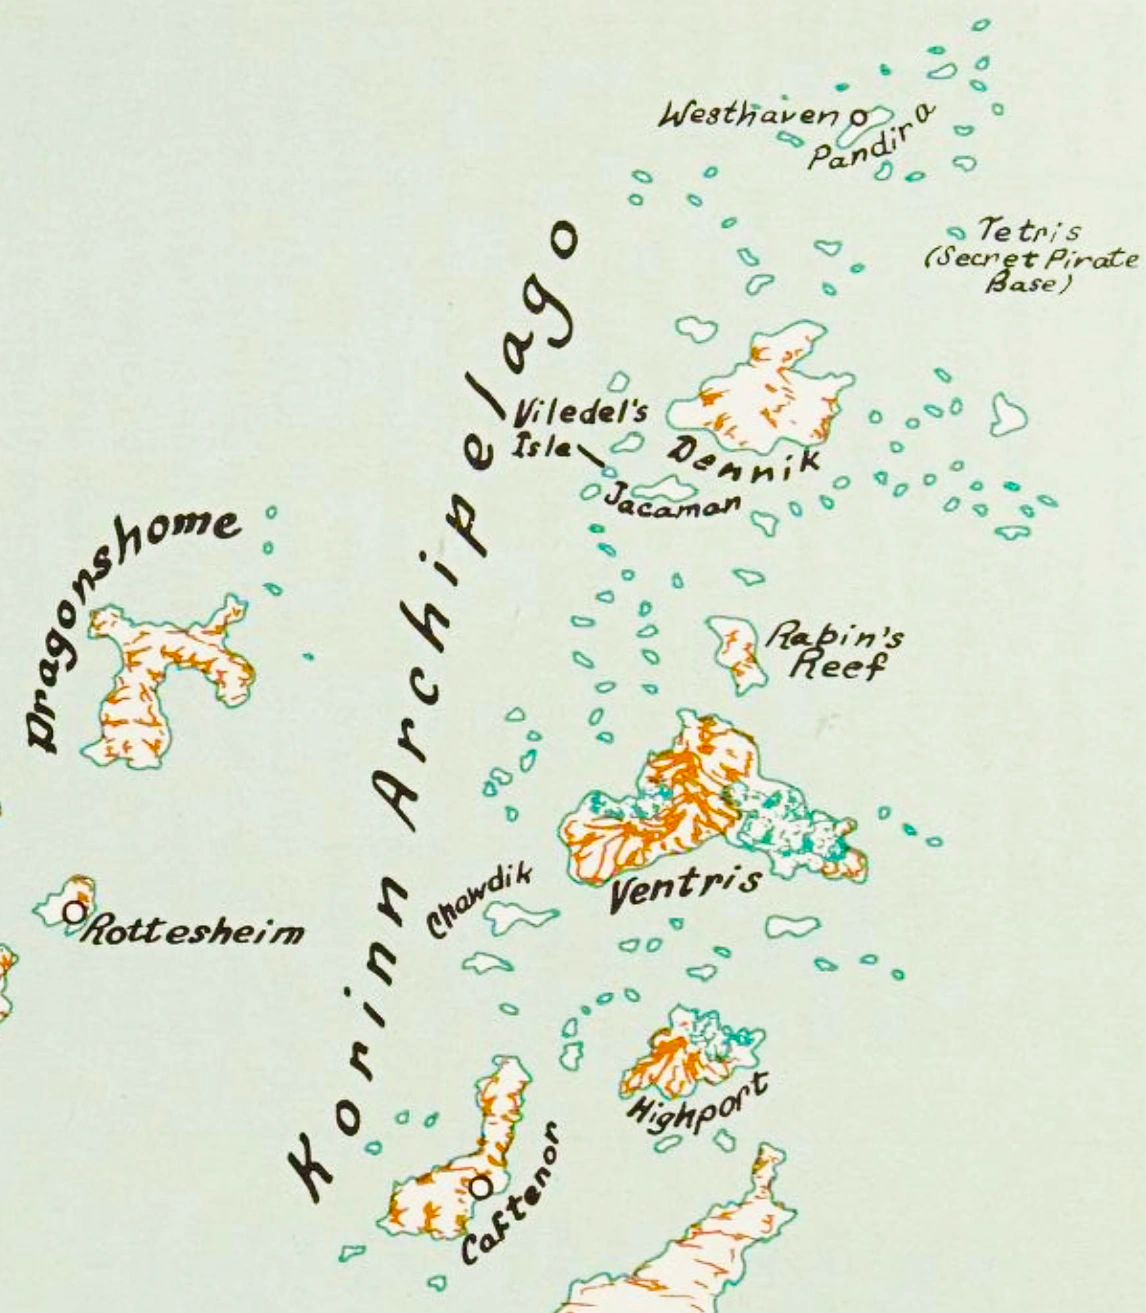 Westhaven
Pandira
Tetris
(Secret Pirate
Base)
Korinn Archipelago
Viledel's
Isle
Dennik
Jacaman
Dragonshome
Rabin's
Reef
Ventris
Chawdik
Rottesheim
Highport
Caftenor